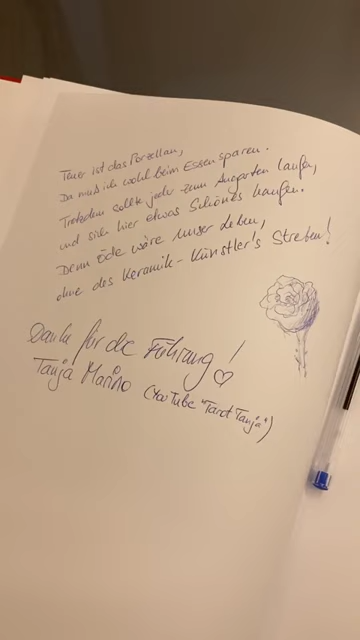 Teuer ist das Porzellan,
Da muß ich wohl beim Essen sparen.
Trotzdem sollte jeder zum Augarten laufen,
und sich hier etwas Schönes kaufen.
Denn Öde wäre unser Leben,
ohne des Keramik-Künstler's Streben!
Danke für die Führung! ♡
Tanja Marino (YouTube "Tarot Tanja")